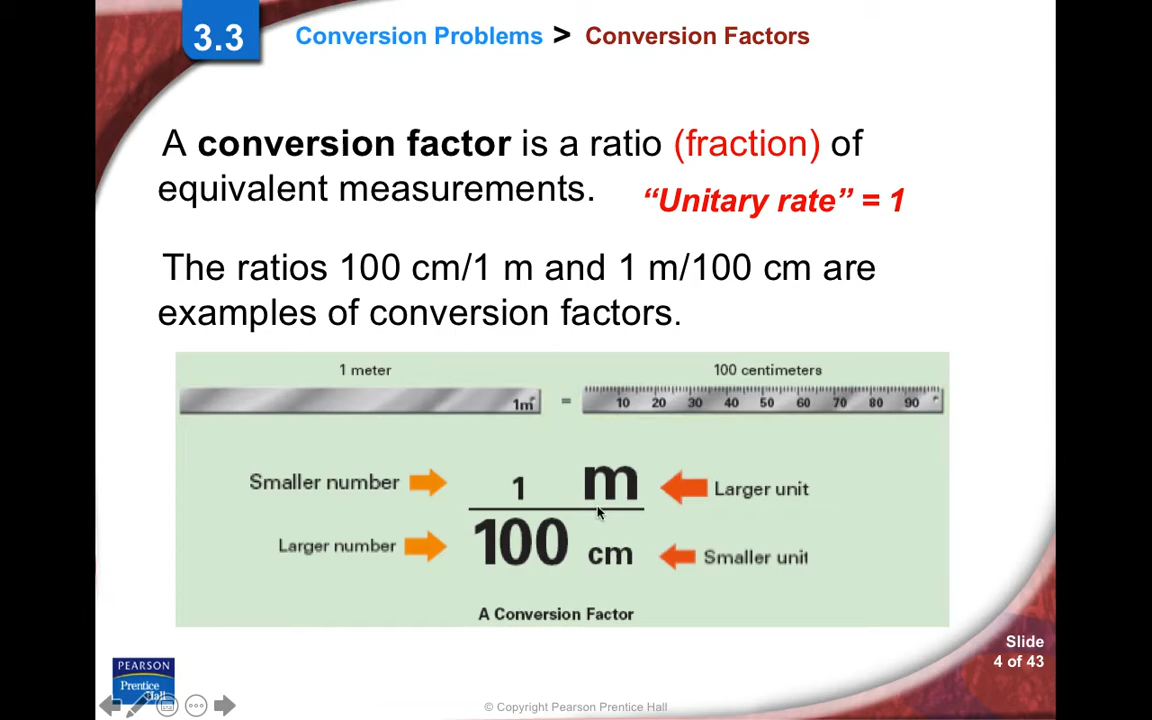 3.3
Conversion Problems > Conversion Factors
A conversion factor is a ratio (fraction) of
equivalent measurements.
“Unitary rate” = 1
The ratios 100 cm/1 m and 1 m/100 cm are
examples of conversion factors.
1 meter
100 centimeters
1m
=
10 20 30 40 50 60 70 80 90
Smaller number
1 m
Larger unit
Larger number
100 cm
Smaller unit
A Conversion Factor
Slide
4 of 43
PEARSON
Prentice
Hall
© Copyright Pearson Prentice Hall